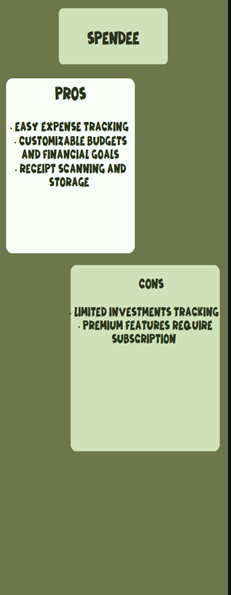 SPENDEE
PROS
· EASY EXPENSE TRACKING
· CUSTOMIZABLE BUDGETS
AND FINANCIAL GOALS
· RECEIPT SCANNING AND
STORAGE
CONS
· LIMITED INVESTMENTS TRACKING
· PREMIUM FEATURES REQUIRE
SUBSCRIPTION